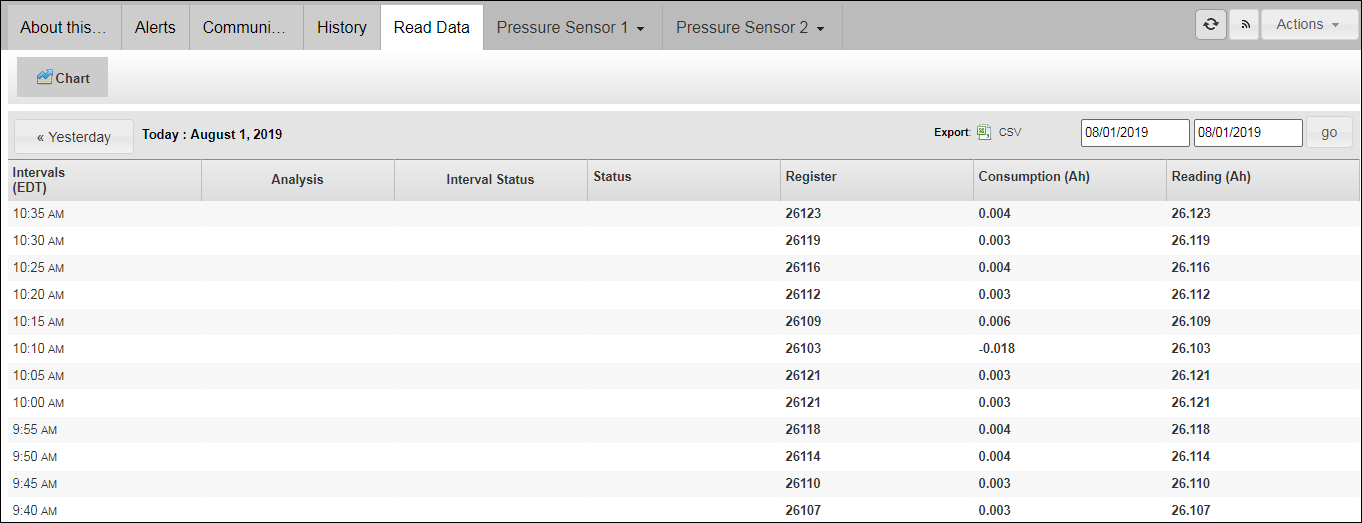 About this... Alerts Communi... History Read Data Pressure Sensor 1 Pressure Sensor 2 Actions
Chart
« Yesterday Today : August 1, 2019 Export: CSV 08/01/2019 08/01/2019 go
Intervals (EDT) Analysis Interval Status Status Register Consumption (Ah) Reading (Ah)
10:35 AM 26123 0.004 26.123
10:30 AM 26119 0.003 26.119
10:25 AM 26116 0.004 26.116
10:20 AM 26112 0.003 26.112
10:15 AM 26109 0.006 26.109
10:10 AM 26103 -0.018 26.103
10:05 AM 26121 0.003 26.121
10:00 AM 26121 0.003 26.121
9:55 AM 26118 0.004 26.118
9:50 AM 26114 0.004 26.114
9:45 AM 26110 0.003 26.110
9:40 AM 26107 0.003 26.107